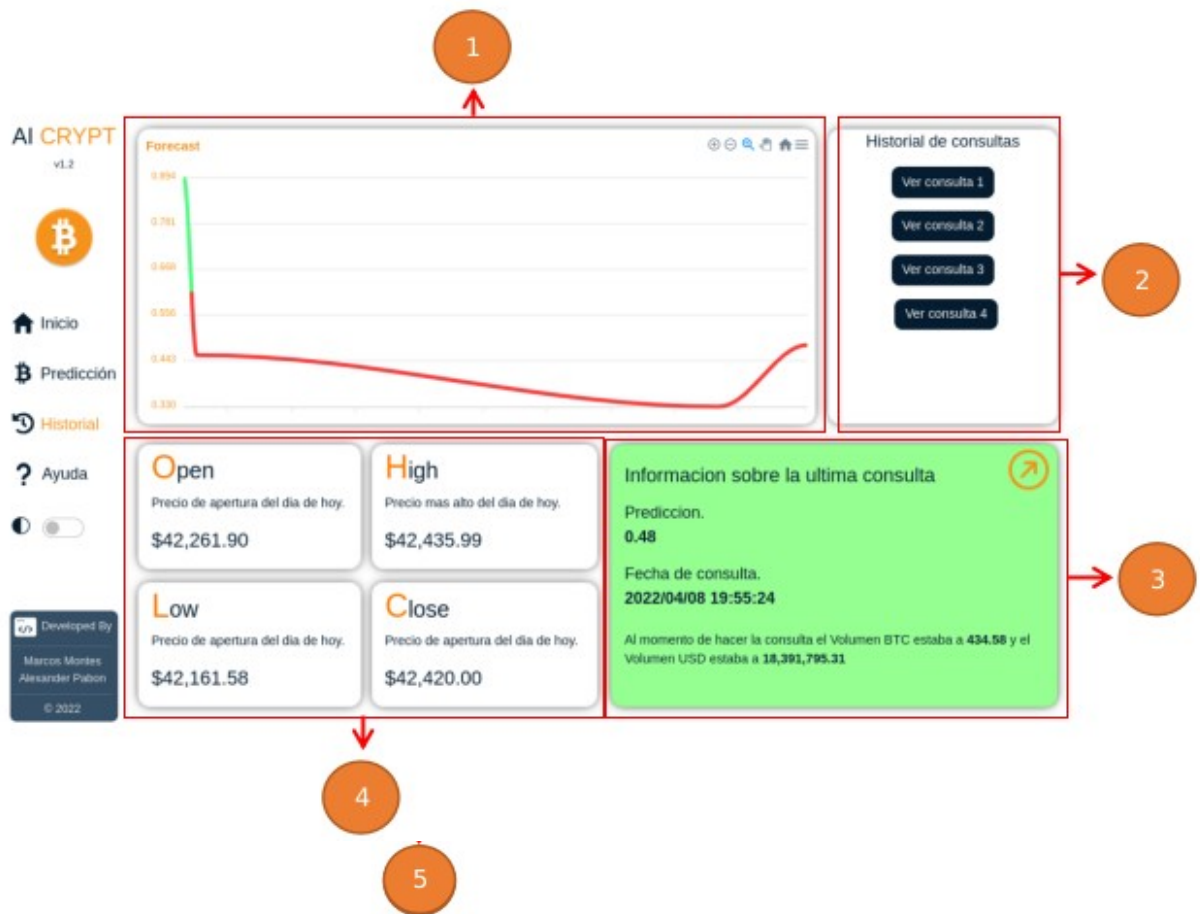 1
AI CRYPT
v1.2
Inicio
Predicción
Historial
Ayuda
Developed By
Marcos Montes
Alexander Pabon
© 2022
Forecast
0.894
0.781
0.668
0.556
0.443
0.330
Historial de consultas
Ver consulta 1
Ver consulta 2
Ver consulta 3
Ver consulta 4
2
Open
Precio de apertura del dia de hoy.
$42,261.90
High
Precio mas alto del dia de hoy.
$42,435.99
Low
Precio de apertura del dia de hoy.
$42,161.58
Close
Precio de apertura del dia de hoy.
$42,420.00
Informacion sobre la ultima consulta
Prediccion.
0.48
Fecha de consulta.
2022/04/08 19:55:24
Al momento de hacer la consulta el Volumen BTC estaba a 434.58 y el
Volumen USD estaba a 18,391,795.31
3
4
5